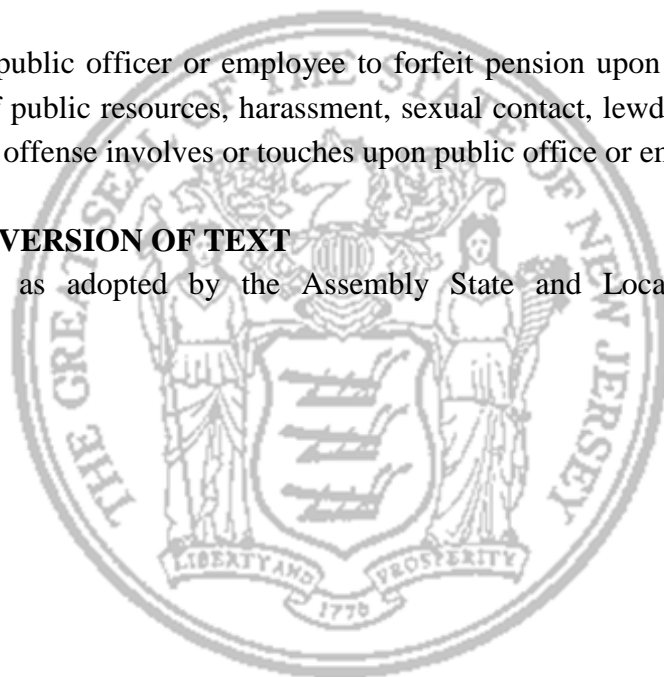 public officer or employee to forfeit pension upon
f public resources, harassment, sexual contact, lewd
offense involves or touches upon public office or en
VERSION OF TEXT
as adopted by the Assembly State and Loca
THE GREAT SEAL OF THE STATE OF NEW JERSEY
LIBERTY AND PROSPERITY
1776